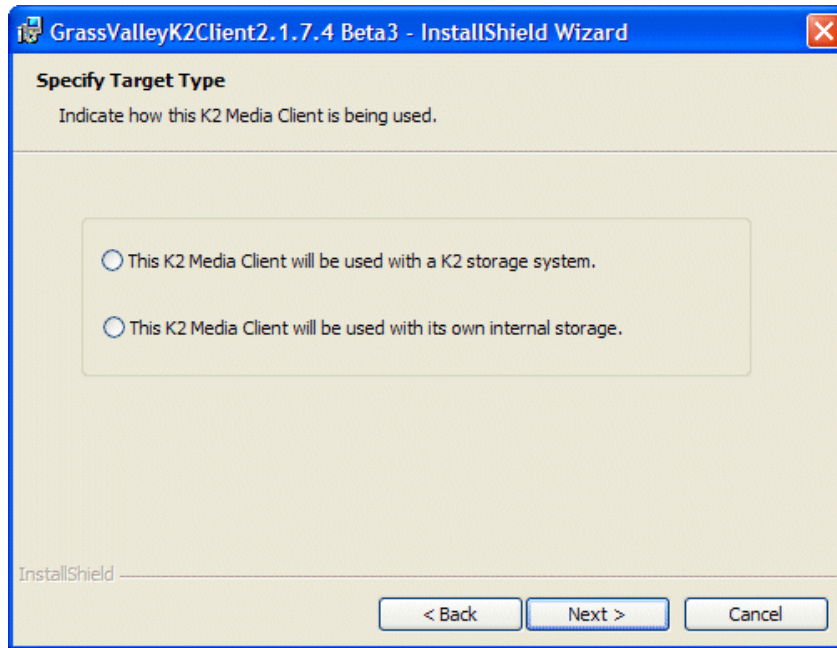 GrassValleyK2Client2.1.7.4 Beta3 - InstallShield Wizard
Specify Target Type
Indicate how this K2 Media Client is being used.
This K2 Media Client will be used with a K2 storage system.
This K2 Media Client will be used with its own internal storage.
InstallShield
< Back Next > Cancel